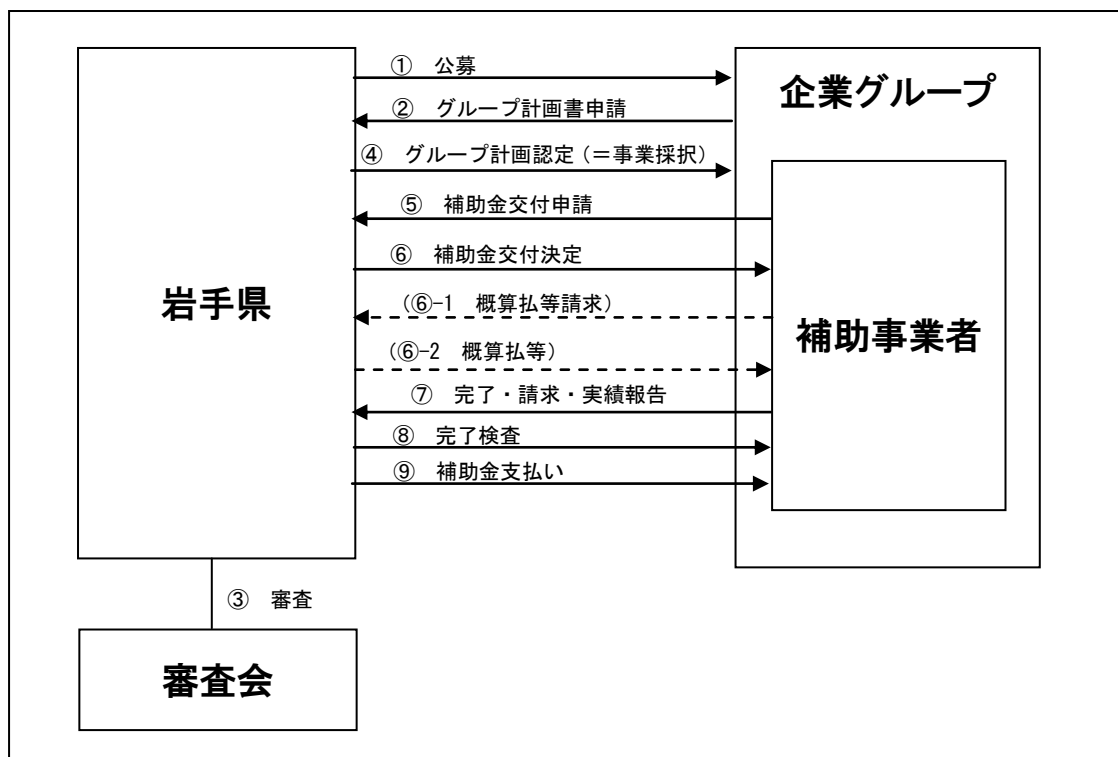 ① 公募
企業グループ
② グループ計画書申請
④ グループ計画認定(=事業採択)
⑤ 補助金交付申請
⑥ 補助金交付決定
岩手県
(⑥-1 概算払等請求)
補助事業者
(⑥-2 概算払等)
⑦ 完了・請求・実績報告
⑧ 完了検査
⑨ 補助金支払い
③ 審査
審査会